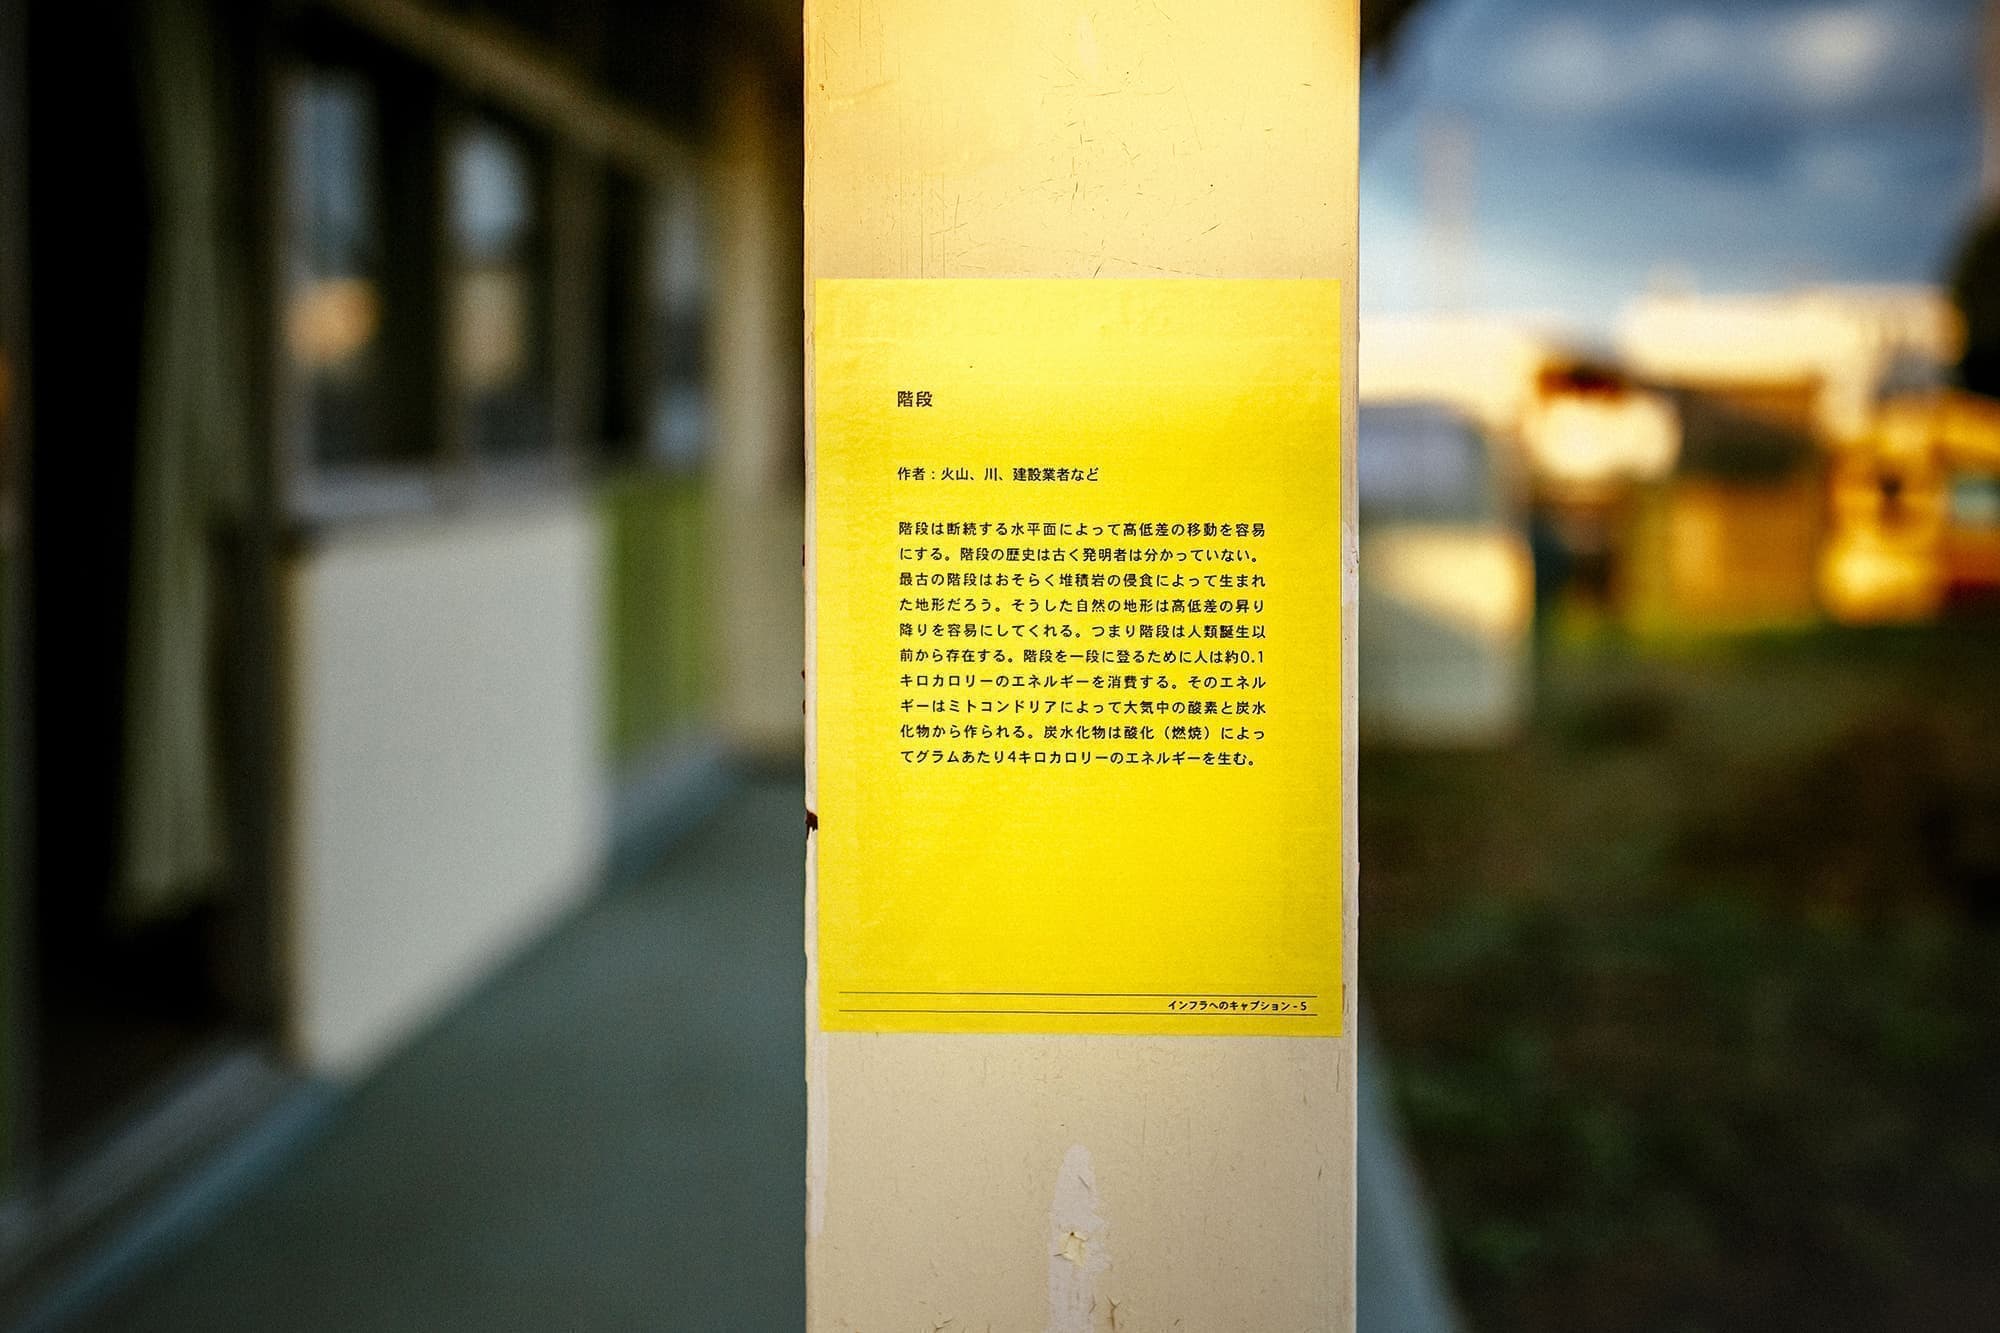 階段
作者：火山、川、建設業者など
階段は断続する水平面によって高低差の移動を容易
にする。階段の歴史は古く発明者は分かっていない。
最古の階段はおそらく堆積岩の侵食によって生まれ
た地形だろう。そうした自然の地形は高低差の昇り
降りを容易にしてくれる。つまり階段は人類誕生以
前から存在する。階段を一段に登るために人は約0.1
キロカロリーのエネルギーを消費する。そのエネル
ギーはミトコンドリアによって大気中の酸素と炭水
化物から作られる。炭水化物は酸化（燃焼）によっ
てグラムあたり4キロカロリーのエネルギーを生む。
インフラへのキャプション - 5